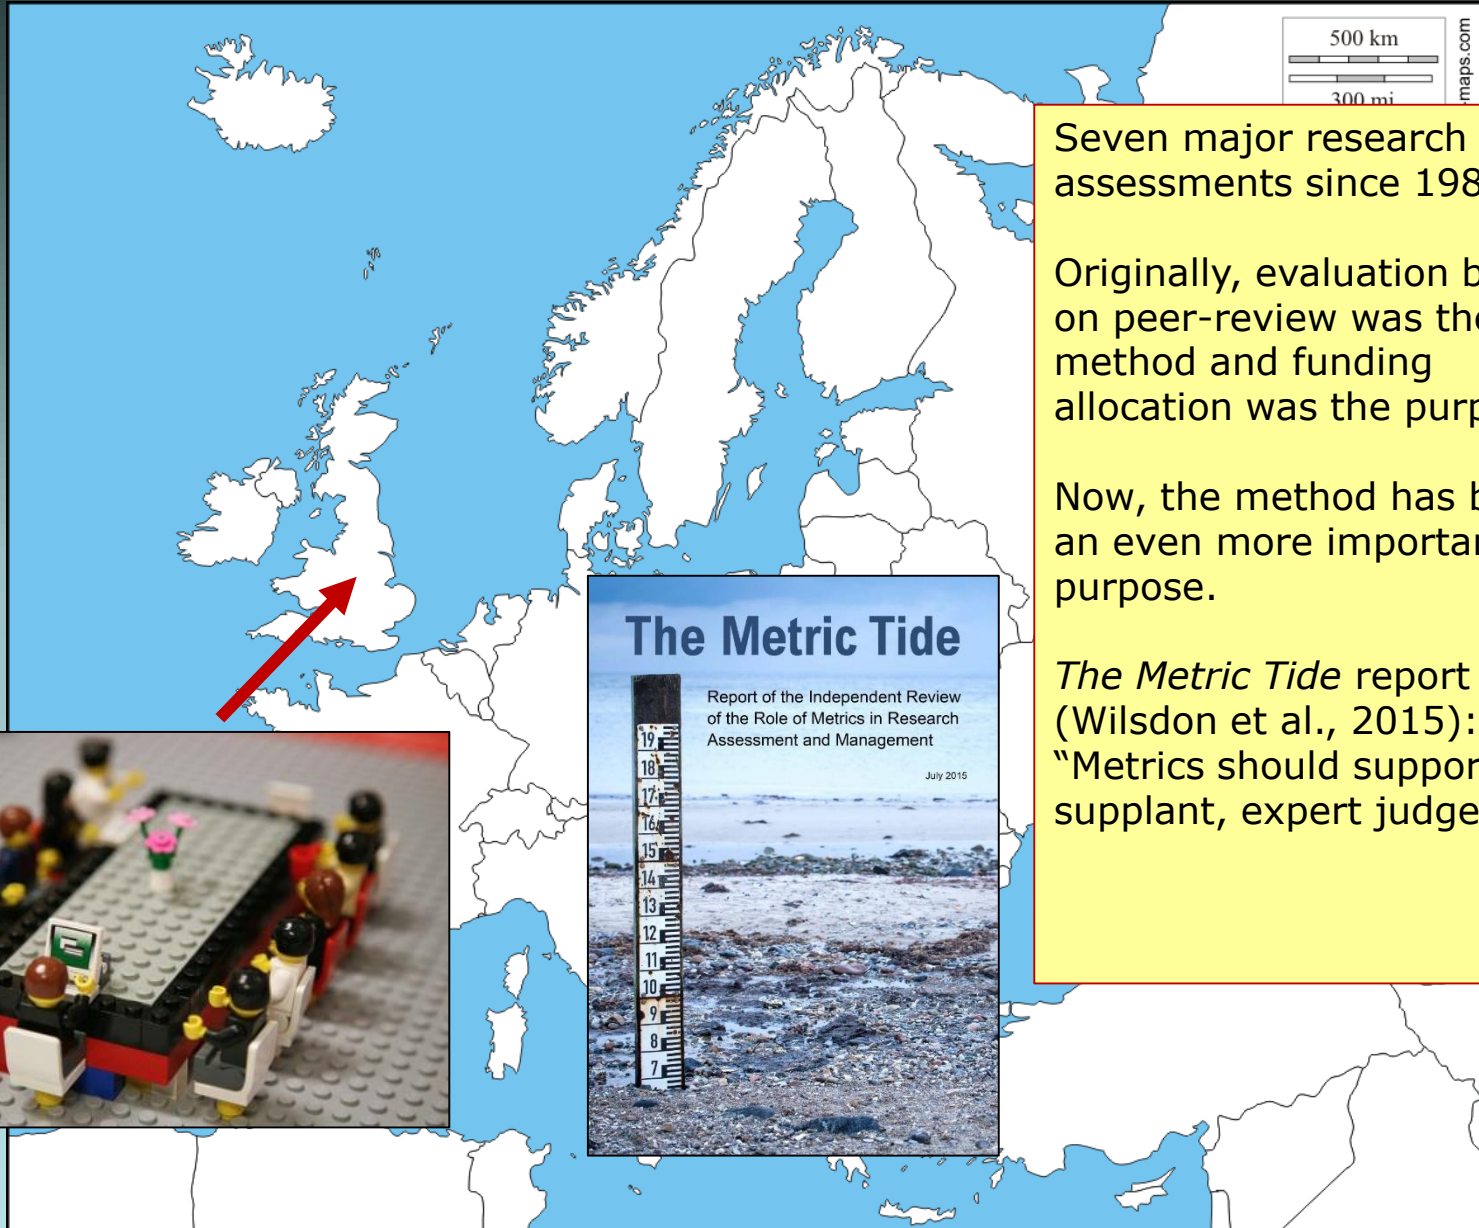 500 km
300 mi
-maps.com
Seven major research
assessments since 198
Originally, evaluation b
on peer-review was the
method and funding
allocation was the purp
Now, the method has b
an even more importan
purpose.
The Metric Tide report
(Wilsdon et al., 2015):
“Metrics should suppor
supplant, expert judge
The Metric Tide
Report of the Independent Review
of the Role of Metrics in Research
Assessment and Management
July 2015
19
18
17
16
15
14
13
12
11
10
9
8
7